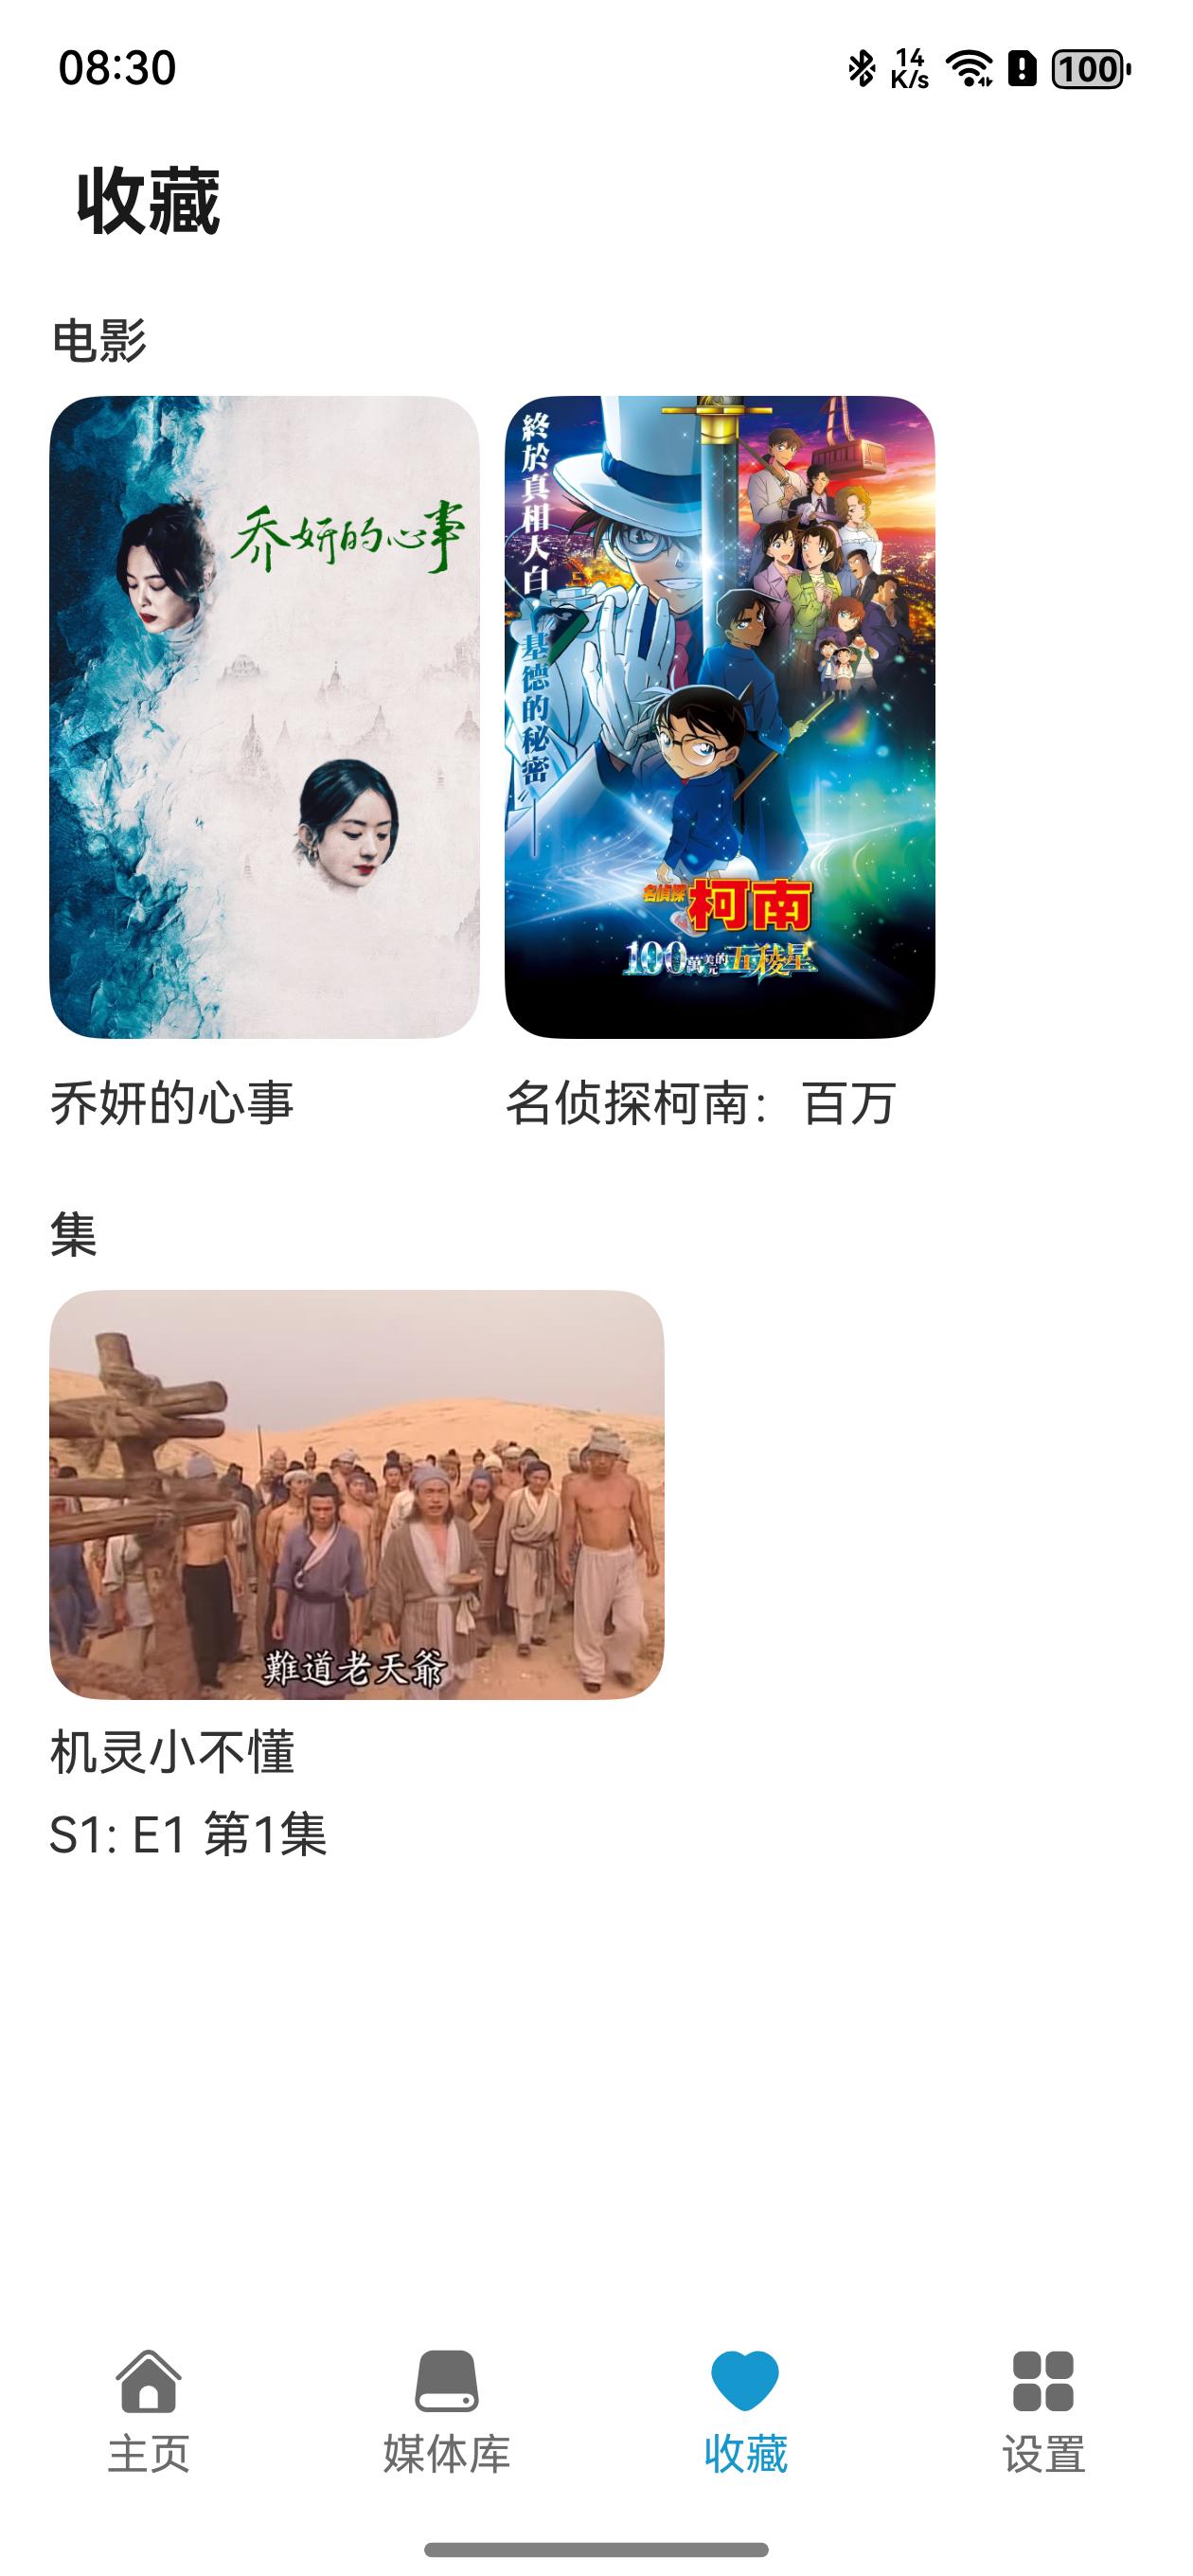 08:30
14
K/s
100
收藏
电影
乔妍的心事
終於真相大白，基德的秘密——
名偵探柯南
100萬美元的五稜星
乔妍的心事
名侦探柯南：百万
集
難道老天爺
机灵小不懂
S1: E1 第1集
主页
媒体库
收藏
设置